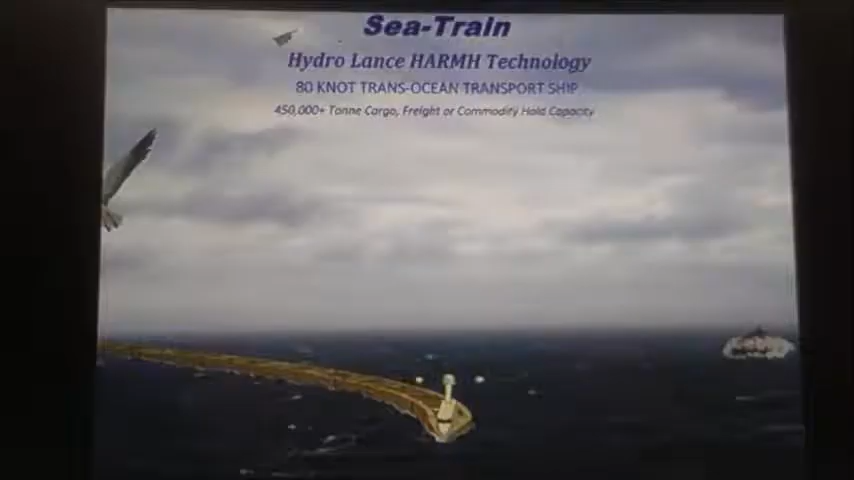 Sea-Train
Hydro Lance HARMH Technology
80 KNOT TRANS-OCEAN TRANSPORT SHIP
450,000+ Tonne Cargo, Freight or Commodity Hold Capacity